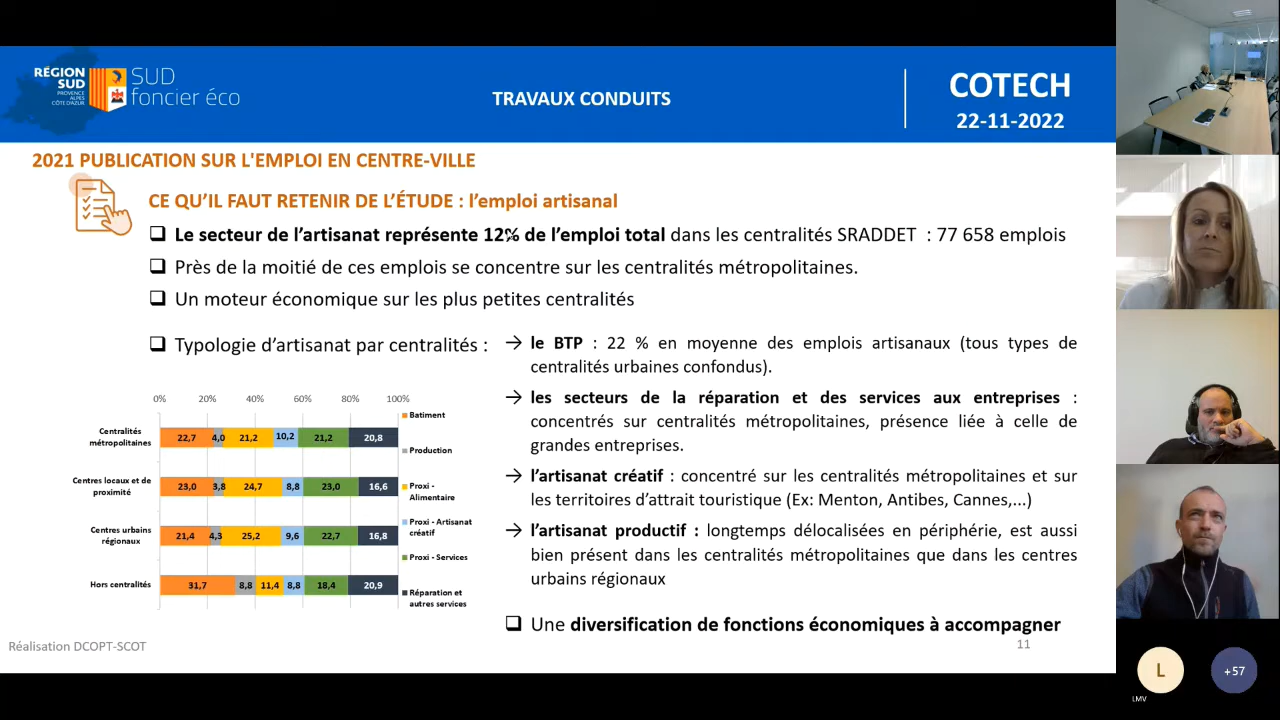 RÉGION
SUD
PROVENCE
ALPES
CÔTE D'AZUR
SUD
foncier éco
TRAVAUX CONDUITS
COTECH
22-11-2022
2021 PUBLICATION SUR L'EMPLOI EN CENTRE-VILLE
CE QU'IL FAUT RETENIR DE L'ÉTUDE : l'emploi artisanal
Le secteur de l'artisanat représente 12% de l'emploi total dans les centralités SRADDET : 77 658 emplois
Près de la moitié de ces emplois se concentre sur les centralités métropolitaines.
Un moteur économique sur les plus petites centralités
Typologie d'artisanat par centralités :
0% 20% 40% 60% 80% 100%
Centralités
métropolitaines
22,7 4,0 21,2 10,2 21,2 20,8
Centres locaux et de
proximité
23,0 3,8 24,7 8,8 23,0 16,6
Centres urbains
régionaux
21,4 4,3 25,2 9,6 22,7 16,8
Hors centralités
31,7 8,8 11,4 8,8 18,4 20,9
Batiment
Production
Proxi -
Alimentaire
Proxi - Artisanat
créatif
Proxi - Services
Réparation et
autres services
→ le BTP : 22 % en moyenne des emplois artisanaux (tous types de
centralités urbaines confondus).
→ les secteurs de la réparation et des services aux entreprises :
concentrés sur centralités métropolitaines, présence liée à celle de
grandes entreprises.
→ l'artisanat créatif : concentré sur les centralités métropolitaines et sur
les territoires d'attrait touristique (Ex: Menton, Antibes, Cannes,...)
→ l'artisanat productif : longtemps délocalisées en périphérie, est aussi
bien présent dans les centralités métropolitaines que dans les centres
urbains régionaux
Une diversification de fonctions économiques à accompagner
Réalisation DCOPT-SCOT
11
L
LMV
+57